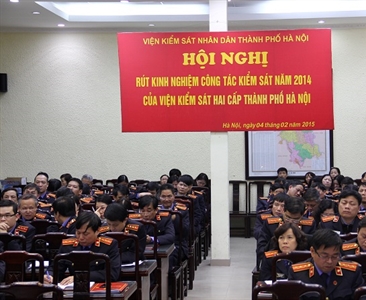 VIỆN KIỂM SÁT NHÂN DÂN THÀNH PHỐ HÀ NỘI
HỘI NGHỊ
RÚT KINH NGHIỆM CÔNG TÁC KIỂM SÁT NĂM 2014
CỦA VIỆN KIỂM SÁT HAI CẤP THÀNH PHỐ HÀ NỘI
Hà Nội, ngày 04 tháng 02 năm 2015